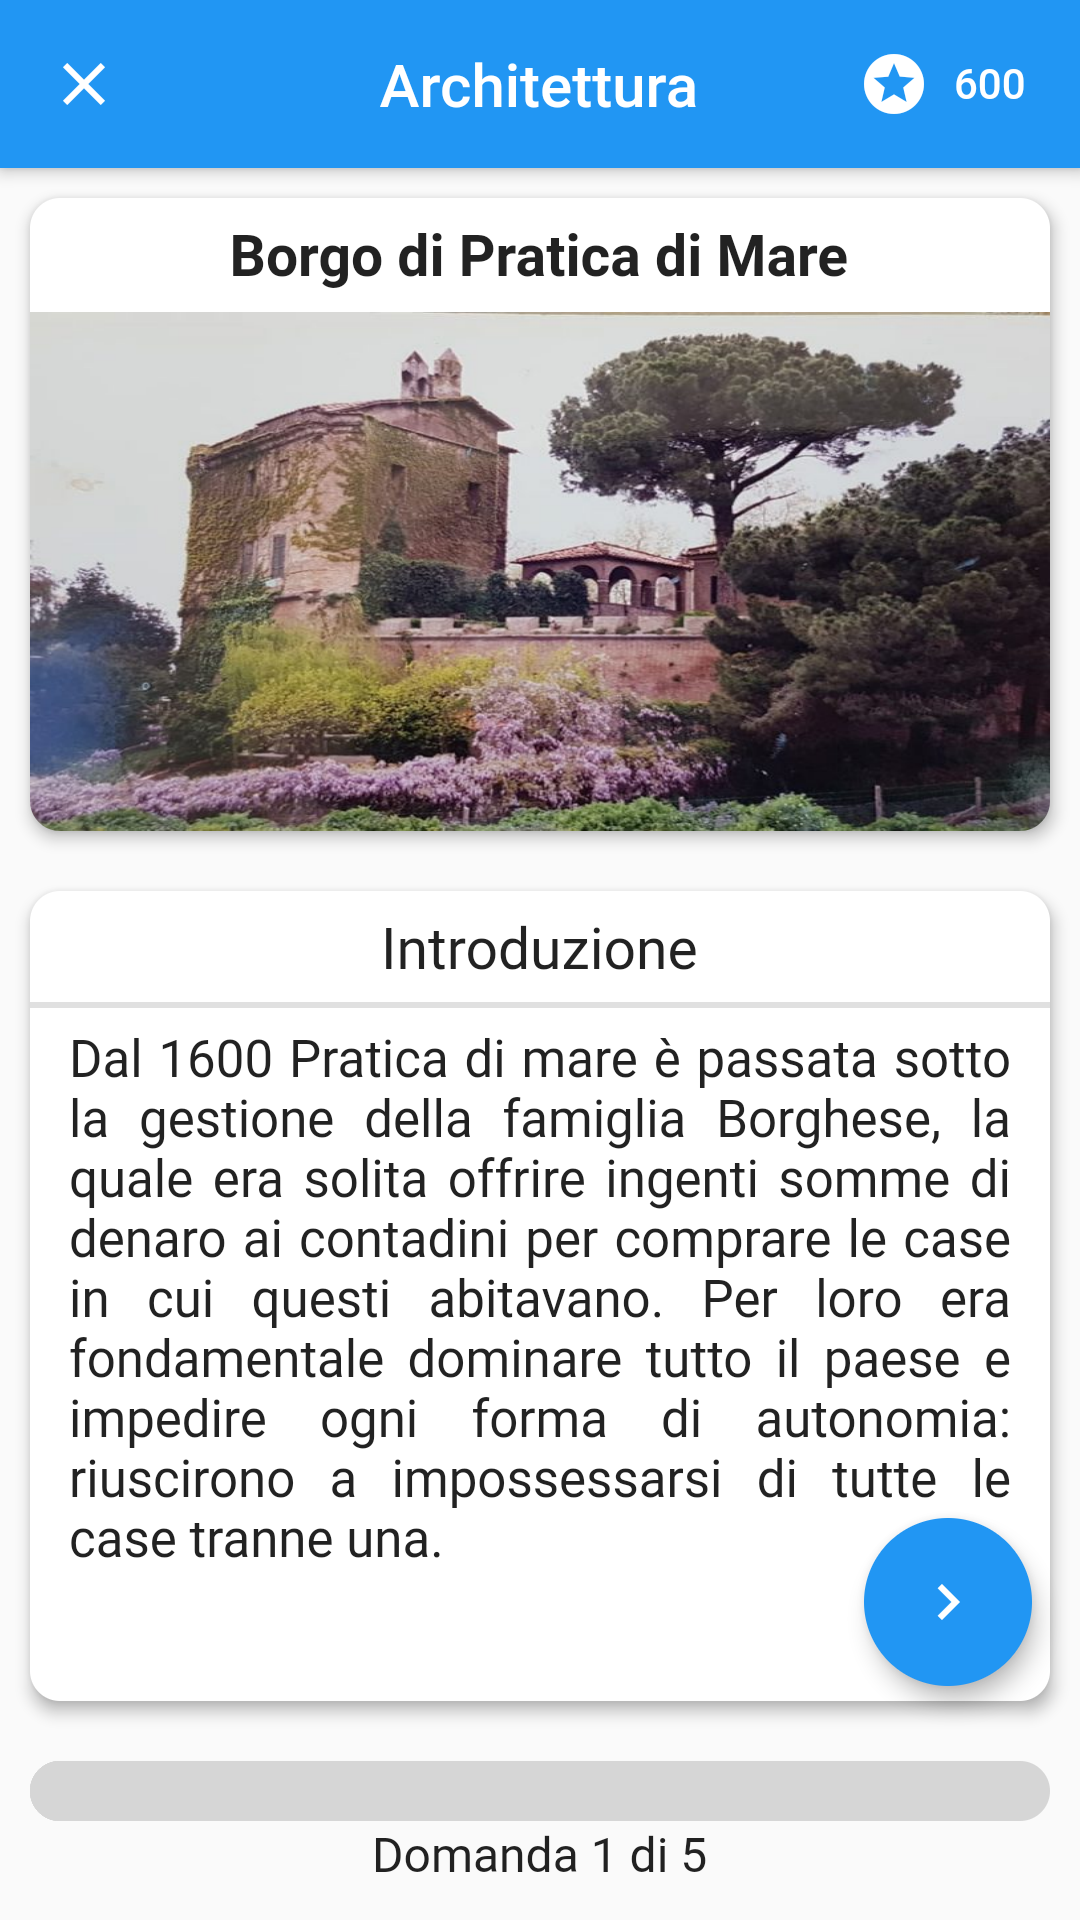 Architettura
600
Borgo di Pratica di Mare
Introduzione
Dal 1600 Pratica di mare è passata sotto
la gestione della famiglia Borghese, la
quale era solita offrire ingenti somme di
denaro ai contadini per comprare le case
in cui questi abitavano. Per loro era
fondamentale dominare tutto il paese e
impedire ogni forma di autonomia:
riuscirono a impossessarsi di tutte le
case tranne una.
Domanda 1 di 5